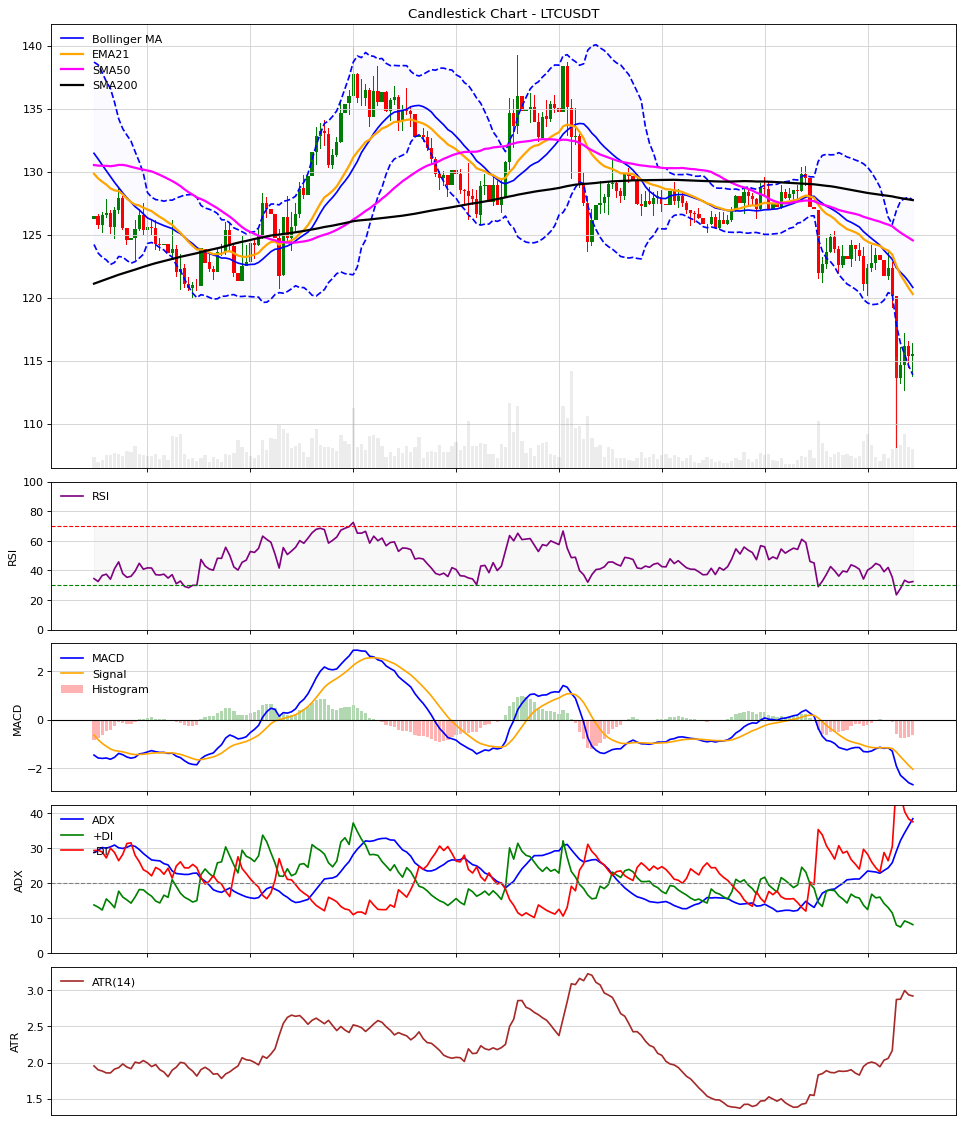 Candlestick Chart - LTCUSDT
140
135
130
125
120
115
110
Bollinger MA
EMA21
SMA50
SMA200
100
80
60
40
20
0
RSI
RSI
2
0
−2
MACD
MACD
Signal
Histogram
40
30
20
10
0
ADX
ADX
+DI
-DI
3.0
2.5
2.0
1.5
ATR
ATR(14)